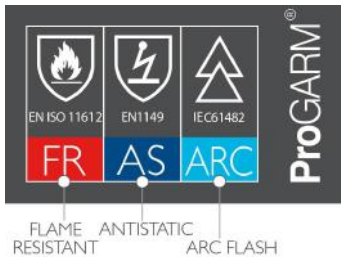 EN ISO 11612 EN1149 IEC61482
FR AS ARC
ProGARM®
FLAME RESISTANT
ANTISTATIC
ARC FLASH